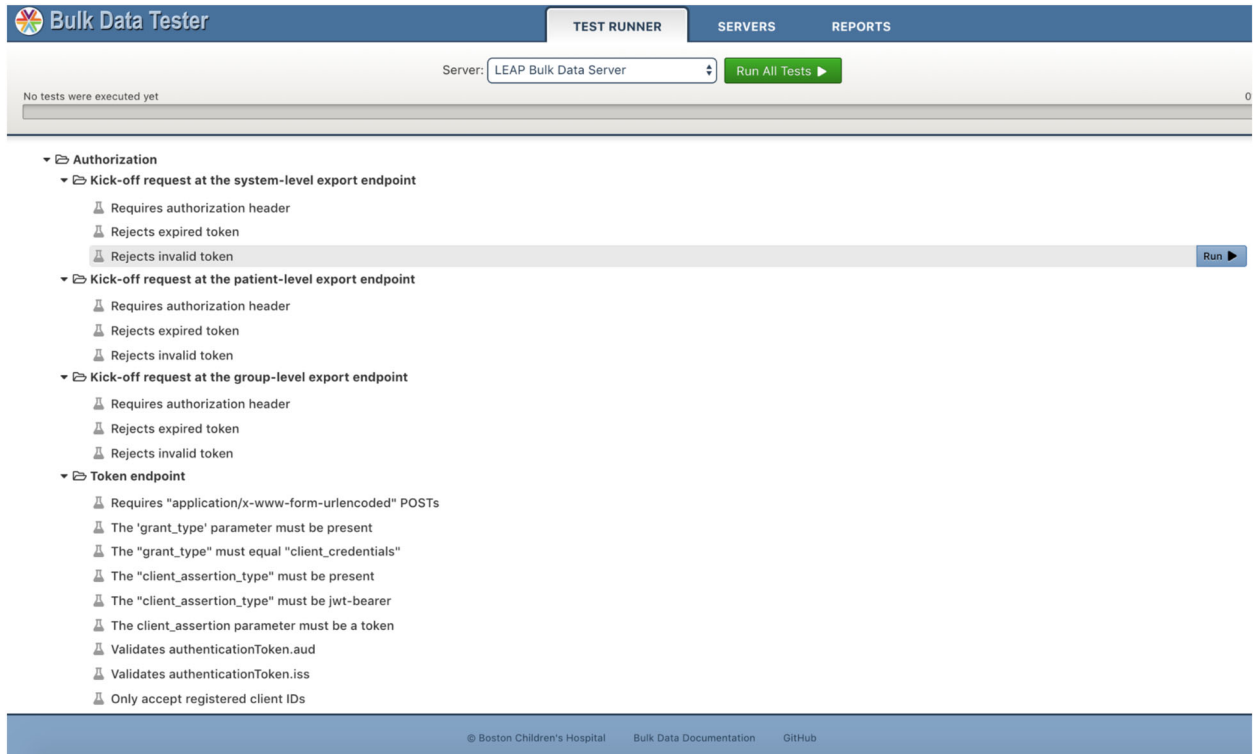 Bulk Data Tester
TEST RUNNER SERVERS REPORTS
Server: LEAP Bulk Data Server Run All Tests
No tests were executed yet 0
Authorization
Kick-off request at the system-level export endpoint
Requires authorization header
Rejects expired token
Rejects invalid token Run
Kick-off request at the patient-level export endpoint
Requires authorization header
Rejects expired token
Rejects invalid token
Kick-off request at the group-level export endpoint
Requires authorization header
Rejects expired token
Rejects invalid token
Token endpoint
Requires "application/x-www-form-urlencoded" POSTs
The 'grant_type' parameter must be present
The "grant_type" must equal "client_credentials"
The "client_assertion_type" must be present
The "client_assertion_type" must be jwt-bearer
The client_assertion parameter must be a token
Validates authenticationToken.aud
Validates authenticationToken.iss
Only accept registered client IDs
© Boston Children's Hospital Bulk Data Documentation GitHub